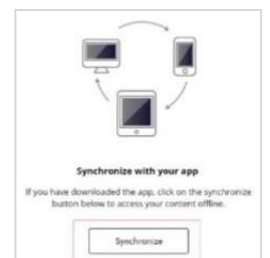 Synchronize with your app
If you have downloaded the app, click on the synchronize
button below to access your content offline.
Synchronize